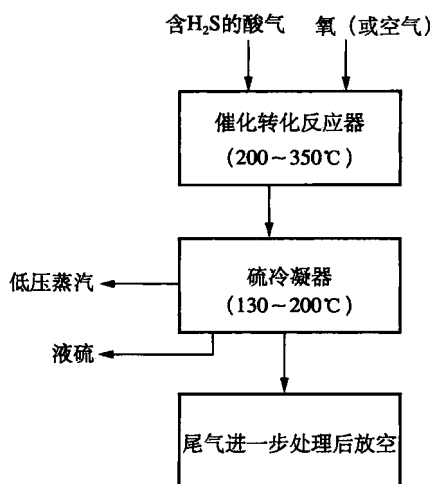 含H₂S的酸气 氧（或空气）
催化转化反应器
（200～350℃）
低压蒸汽
硫冷凝器
（130～200℃）
液硫
尾气进一步处理后放空